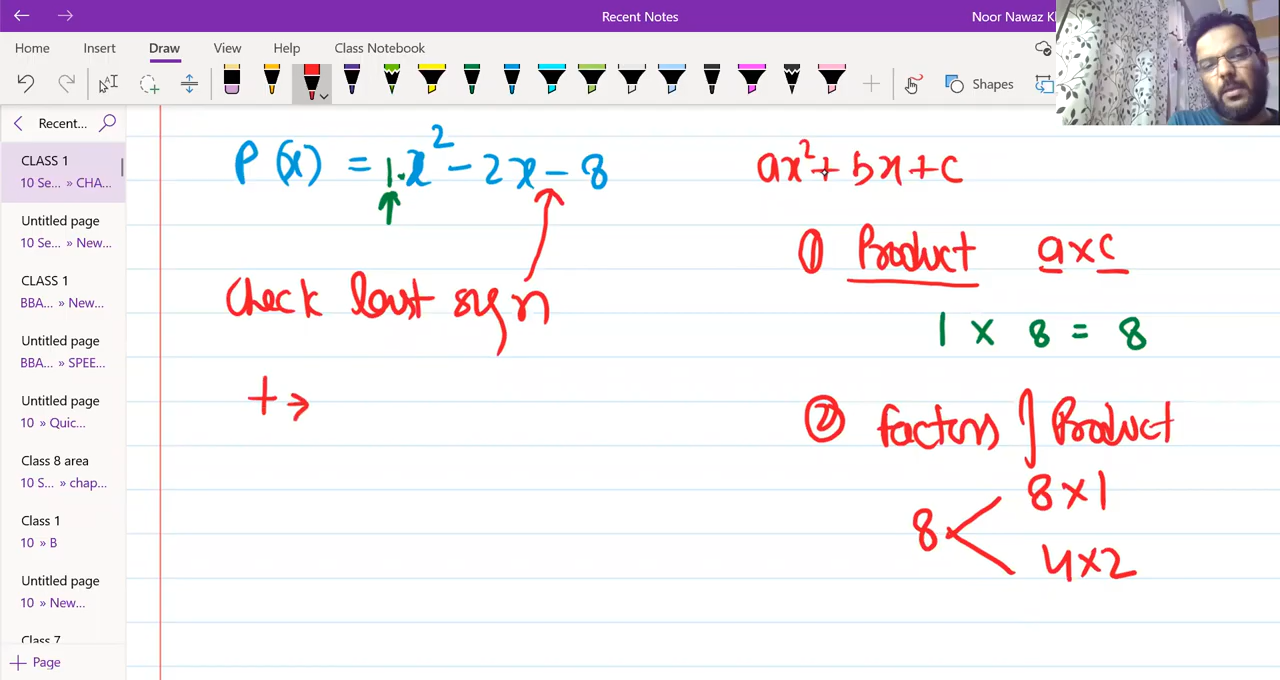 Recent Notes
Noor Nawaz Kh
Home Insert Draw View Help Class Notebook
Shapes
Recent...
CLASS 1
10 Se... » CHA...
Untitled page
10 Se... » New...
CLASS 1
BBA... » New...
Untitled page
BBA... » SPEE...
Untitled page
10 » Quic...
Class 8 area
10 S... » chap...
Class 1
10 » B
Untitled page
10 » New...
Class 7
+ Page
P(x) = 1·x² - 2x - 8
Check last sign
+ →
ax² + bx + c
① Product a×c
1 × 8 = 8
② factors of Product
8 8×1
4×2